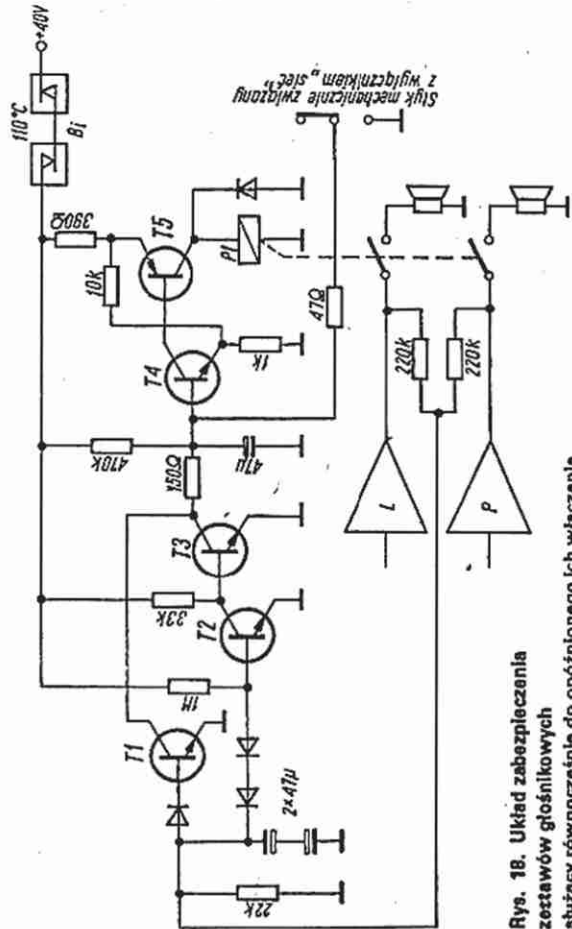 +40V
110°C
Bi
390Ω
10k
T5
P1
Styk mechanicznie związany
z wyłącznikiem „sieć”
T4
1k
47Ω
470k
150Ω
47µ
T3
33k
T2
1M
T1
2×47µ
22k
220k
220k
L
P
Rys. 18. Układ zabezpieczenia
zestawów głośnikowych
służący równocześnie do opóźnionego ich włączania